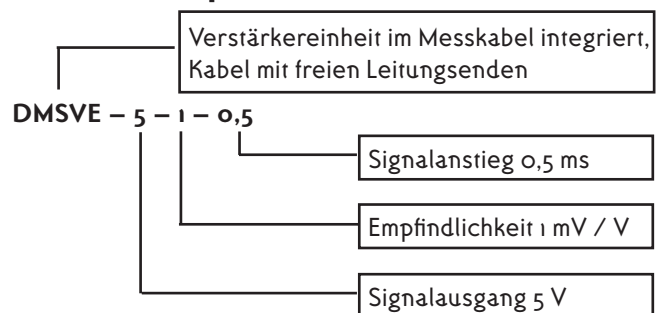 Verstärkereinheit im Messkabel integriert,
Kabel mit freien Leitungsenden
DMSVE – 5 – 1 – 0,5
Signalanstieg 0,5 ms
Empfindlichkeit 1 mV / V
Signalausgang 5 V